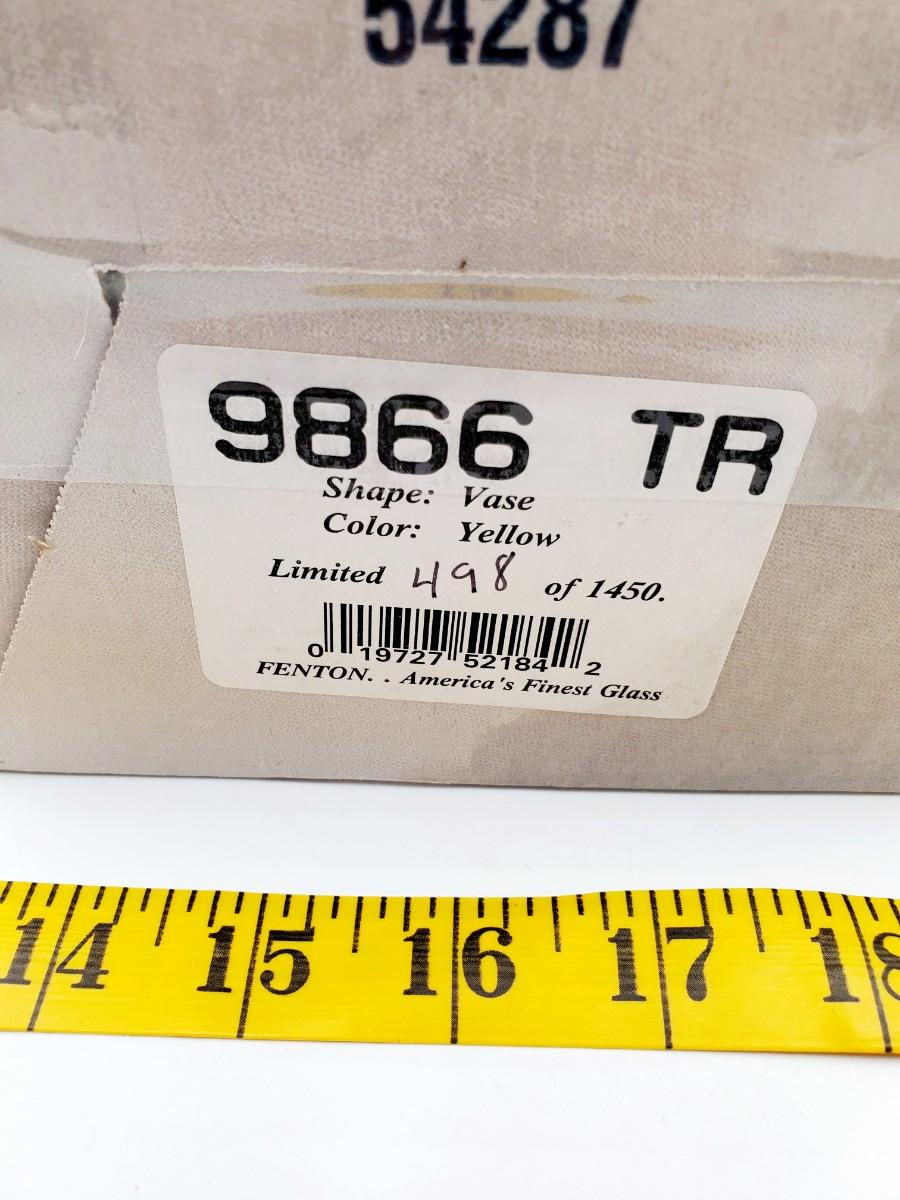 54287
9866 TR
Shape: Vase
Color: Yellow
Limited 498 of 1450.
0 19727 52184 2
FENTON. . America's Finest Glass
14 15 16 17 18